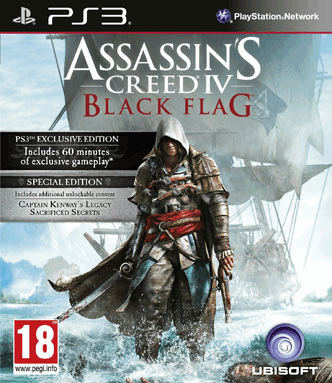 PS3
PlayStation®Network
ASSASSIN'S
CREED® IV
BLACK FLAG
PS3™ EXCLUSIVE EDITION
Includes 60 minutes
of exclusive gameplay*
SPECIAL EDITION
Includes additional unlockable content
CAPTAIN KENWAY'S LEGACY
SACRIFICED SECRETS
18
www.pegi.info
UBISOFT